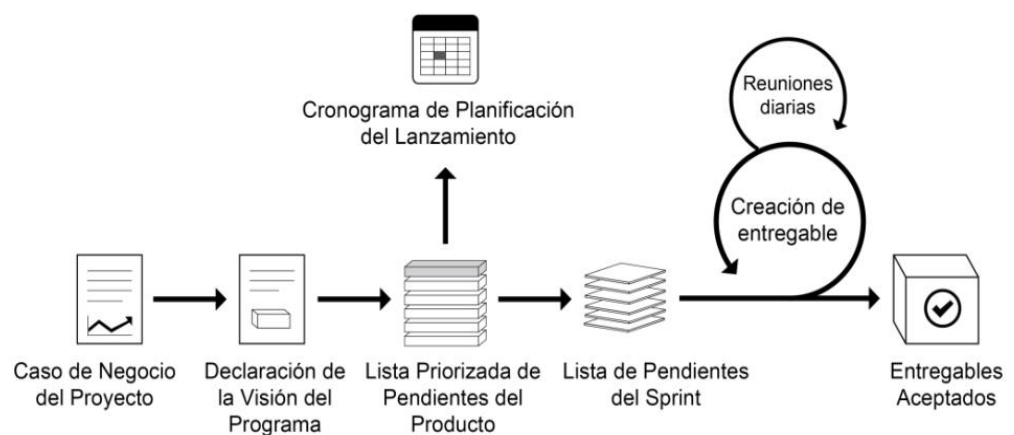 Cronograma de Planificación
del Lanzamiento
Reuniones
diarias
Creación de
entregable
Caso de Negocio
del Proyecto
Declaración de
la Visión del
Programa
Lista Priorizada de
Pendientes del
Producto
Lista de Pendientes
del Sprint
Entregables
Aceptados